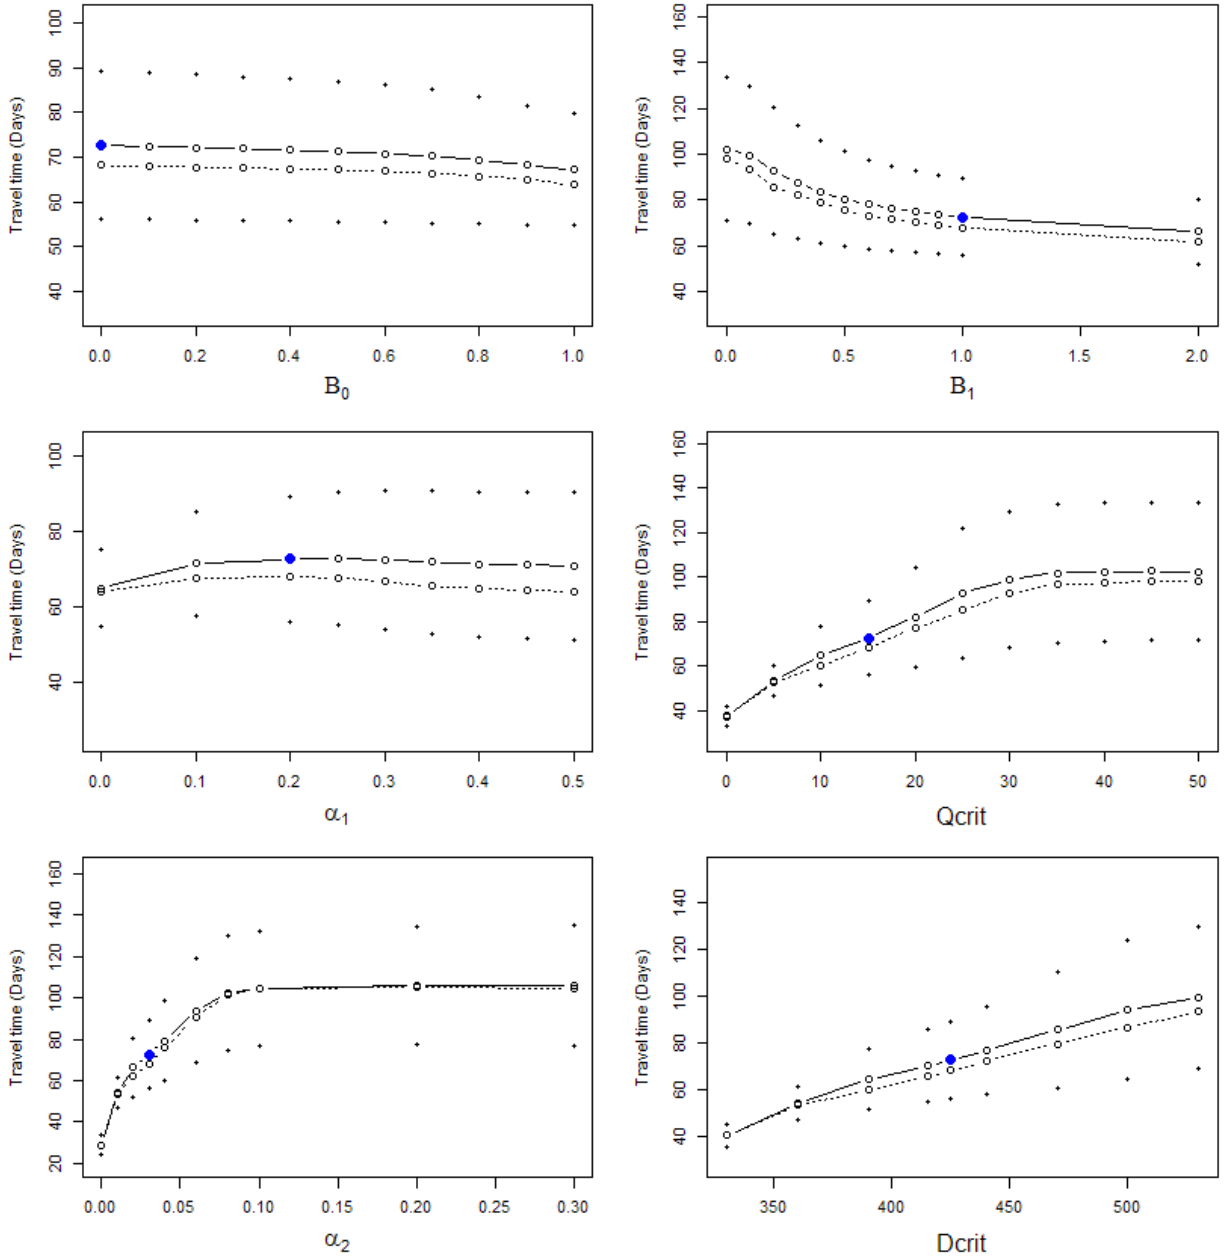 Travel time (Days)
40 50 60 70 80 90 100
0.0 0.2 0.4 0.6 0.8 1.0
B0
Travel time (Days)
40 60 80 100 120 140 160
0.0 0.5 1.0 1.5 2.0
B1
Travel time (Days)
40 60 80 100
0.0 0.1 0.2 0.3 0.4 0.5
α1
Travel time (Days)
40 60 80 100 120 140 160
0 10 20 30 40 50
Qcrit
Travel time (Days)
20 40 60 80 100 120 140 160
0.00 0.05 0.10 0.15 0.20 0.25 0.30
α2
Travel time (Days)
40 60 80 100 120 140
350 400 450 500
Dcrit